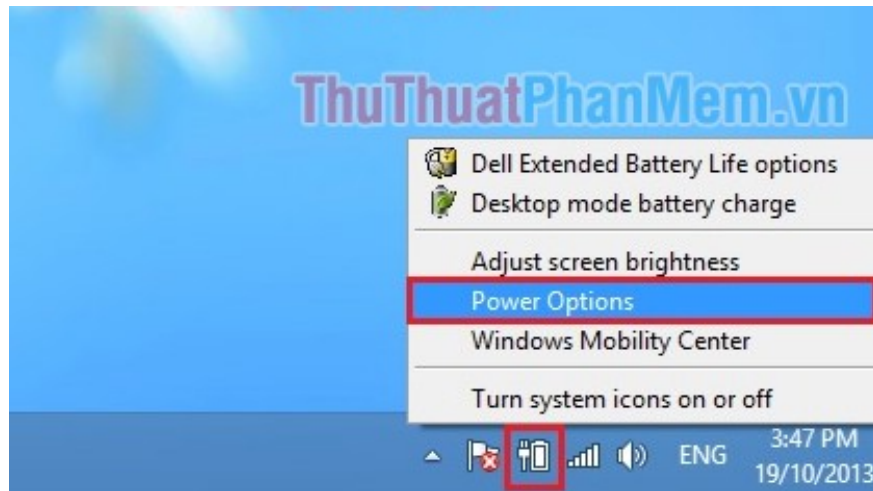 ThuThuatPhanMem.vn
Dell Extended Battery Life options
Desktop mode battery charge
Adjust screen brightness
Power Options
Windows Mobility Center
Turn system icons on or off
ENG
3:47 PM
19/10/2013